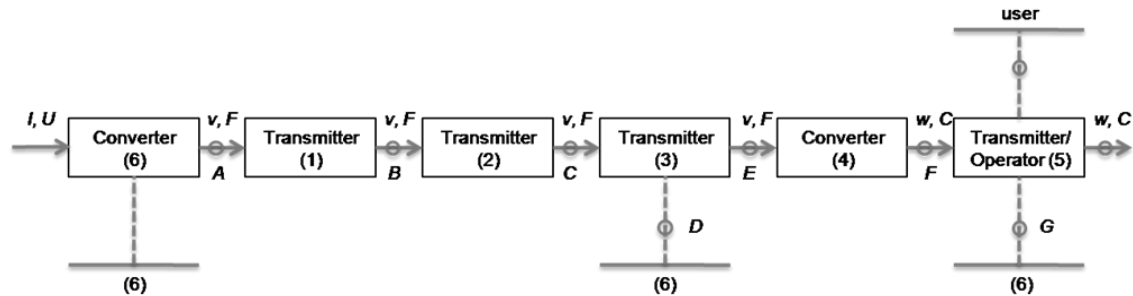 user
I, U
v, F
v, F
v, F
v, F
w, C
w, C
Converter
(6)
Transmitter
(1)
Transmitter
(2)
Transmitter
(3)
Converter
(4)
Transmitter/
Operator (5)
A
B
C
E
F
D
G
(6)
(6)
(6)